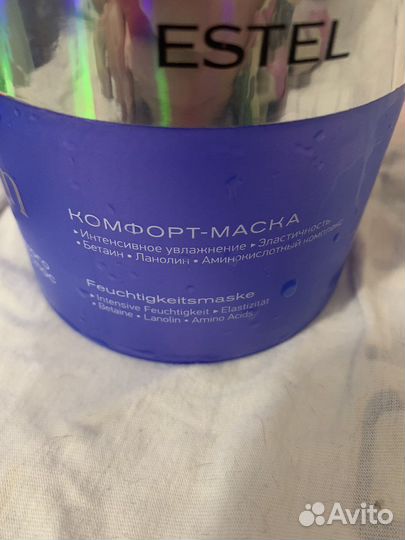 ESTEL
КОМФОРТ-МАСКА
▸Интенсивное увлажнение ▸ Эластичность
• Бетаин • Ланолин • Аминокислотный комплекс
Feuchtigkeitsmaske
▸ Intensive Feuchtigkeit ▸ Elastizität
• Betaine • Lanolin • Amino Acids
Avito